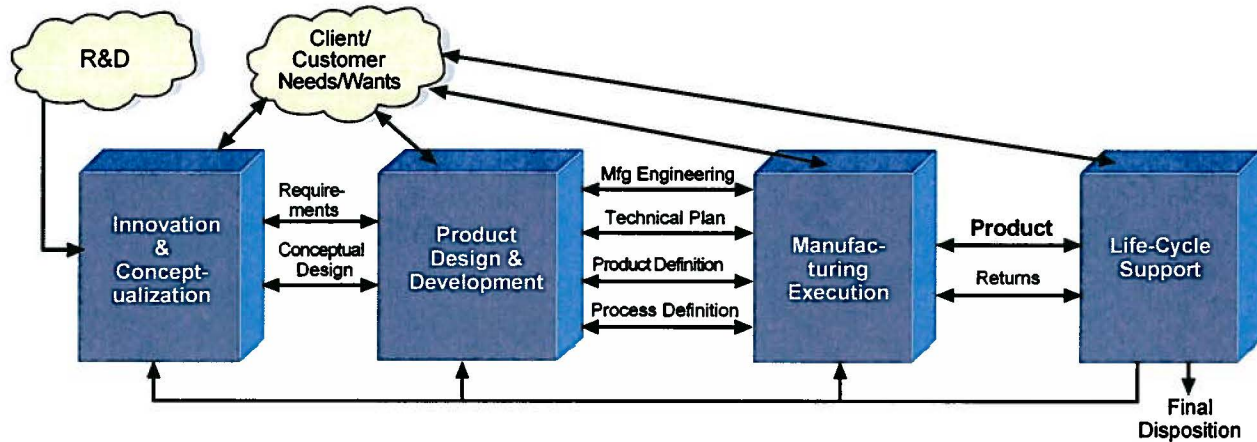 R&D
Client/
Customer
Needs/Wants
Innovation
&
Concept-
ualization
Require-
ments
Conceptual
Design
Product
Design &
Development
Mfg Engineering
Technical Plan
Product Definition
Process Definition
Manufac-
turing
Execution
Product
Returns
Life-Cycle
Support
Final
Disposition